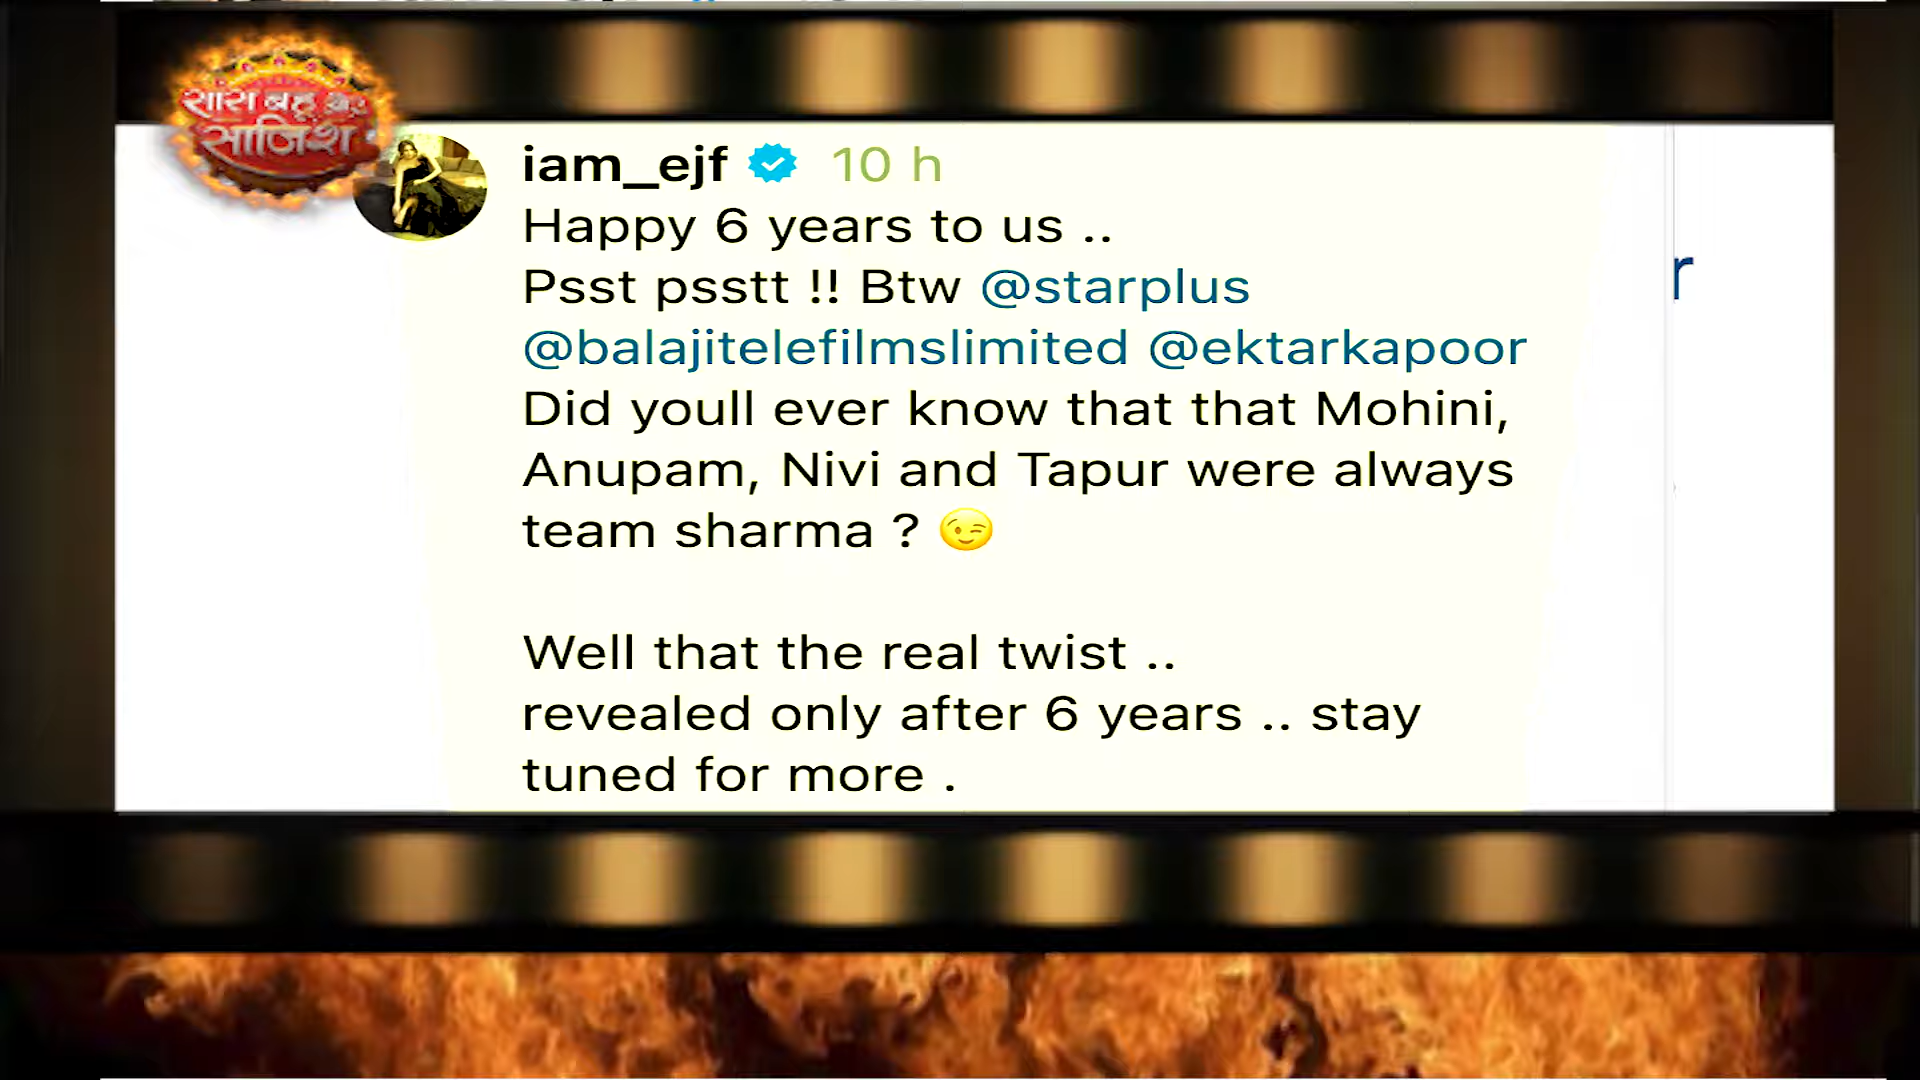 सास बहू और
साज़िश
iam_ejf 10 h
Happy 6 years to us ..
Psst psstt !! Btw @starplus
@balajitelefilmslimited @ektarkapoor
Did youll ever know that that Mohini,
Anupam, Nivi and Tapur were always
team sharma ? 😉
Well that the real twist ..
revealed only after 6 years .. stay
tuned for more .
r